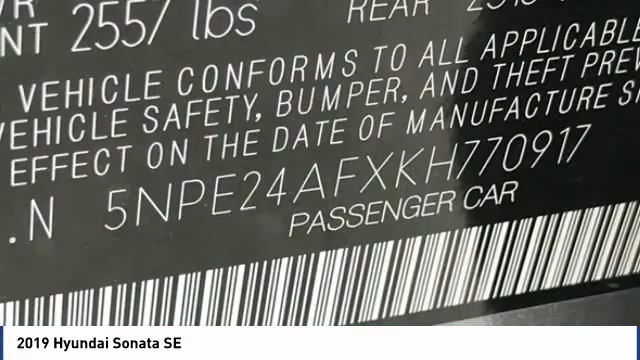 NT 2557 lbs
REAR
VEHICLE CONFORMS TO ALL APPLICABLE
VEHICLE SAFETY, BUMPER, AND THEFT PREV
EFFECT ON THE DATE OF MANUFACTURE S
.N 5NPE24AFXKH770917
PASSENGER CAR
2019 Hyundai Sonata SE